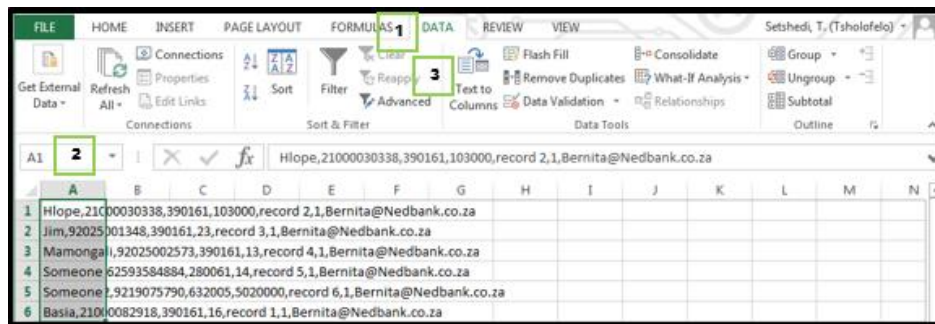 FILE HOME INSERT PAGE LAYOUT FORMULAS 1 DATA REVIEW VIEW Setshedi, T. (Tsholofelo)
Get External Data Refresh All Connections Properties Edit Links Sort Filter Clear Reapply Advanced 3 Text to Columns Flash Fill Remove Duplicates Data Validation Consolidate What-If Analysis Relationships Group Ungroup Subtotal
Connections Sort & Filter Data Tools Outline
A1 2 fx Hlope,21000030338,390161,103000,record 2,1,Bernita@Nedbank.co.za
A B C D E F G H I J K L M N
1 Hlope,21000030338,390161,103000,record 2,1,Bernita@Nedbank.co.za
2 Jim,92025001348,390161,23,record 3,1,Bernita@Nedbank.co.za
3 Mamongali,92025002573,390161,13,record 4,1,Bernita@Nedbank.co.za
4 Someone 62593584884,280061,14,record 5,1,Bernita@Nedbank.co.za
5 Someone 2,9219075790,632005,5020000,record 6,1,Bernita@Nedbank.co.za
6 Basia,21000082918,390161,16,record 1,1,Bernita@Nedbank.co.za